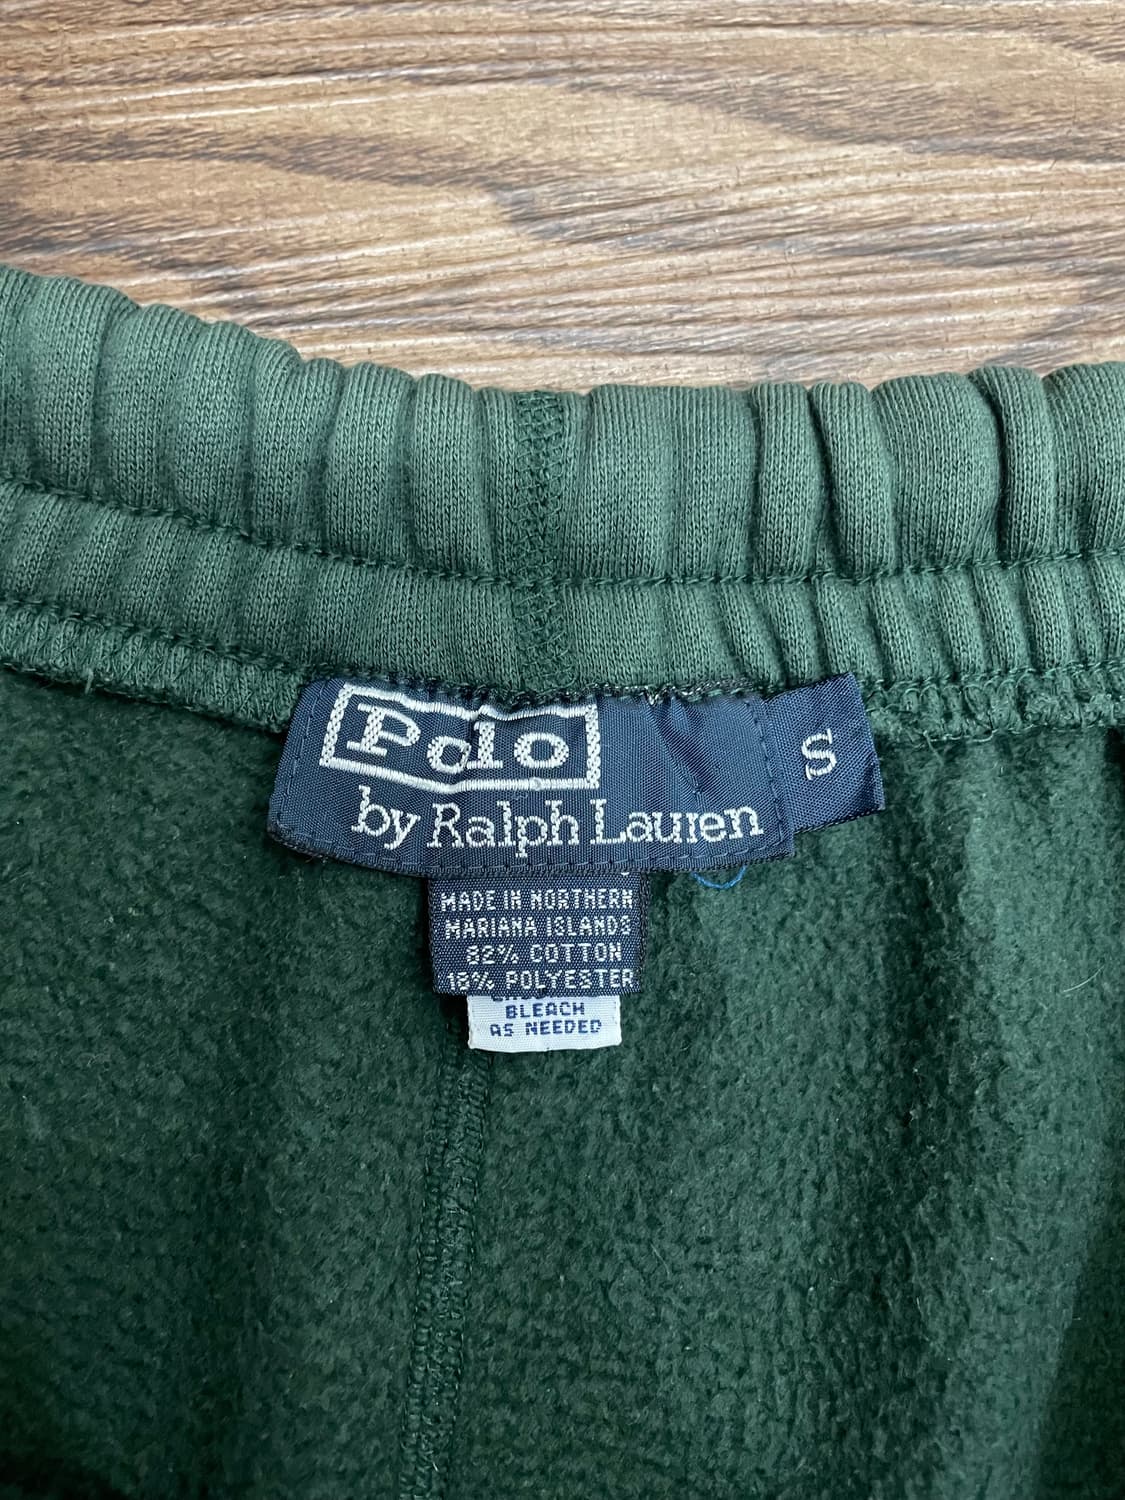 Polo
by Ralph Lauren
S
MADE IN NORTHERN
MARIANA ISLANDS
82% COTTON
18% POLYESTER
BLEACH
AS NEEDED